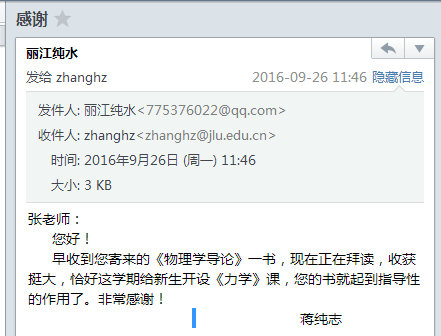 感谢
丽江纯水
发给 zhanghz
2016-09-26 11:46 隐藏信息
发件人: 丽江纯水<775376022@qq.com>
收件人: zhanghz<zhanghz@jlu.edu.cn>
时间: 2016年9月26日 (周一) 11:46
大小: 3 KB
张老师：
您好！
早收到您寄来的《物理学导论》一书，现在正在拜读，收获
挺大，恰好这学期给新生开设《力学》课，您的书就起到指导性
的作用了。非常感谢！
蒋纯志